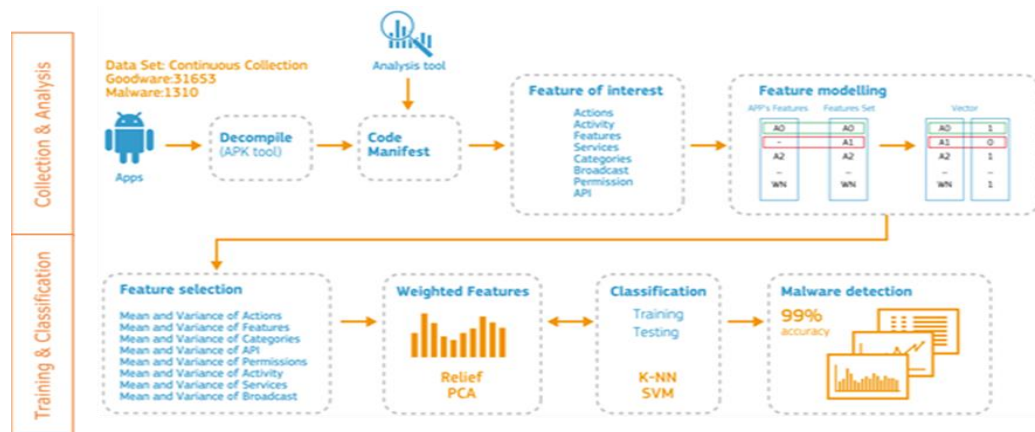 Collection & Analysis
Data Set: Continuous Collection
Goodware:31653
Malware:1310
Apps
Decompile
(APK tool)
Analysis tool
Code
Manifest
Feature of interest
Actions
Activity
Features
Services
Categories
Broadcast
Permission
API
Feature modelling
APP's Features
Features Set
Vector
A0 A0 A0 1
- A1 A1 0
A2 A2 A2 1
... ... ... ...
WN WN WN 1
Training & Classification
Feature selection
Mean and Variance of Actions
Mean and Variance of Features
Mean and Variance of Categories
Mean and Variance of API
Mean and Variance of Permissions
Mean and Variance of Activity
Mean and Variance of Services
Mean and Variance of Broadcast
Weighted Features
Relief
PCA
Classification
Training
Testing
K-NN
SVM
Malware detection
99%
accuracy